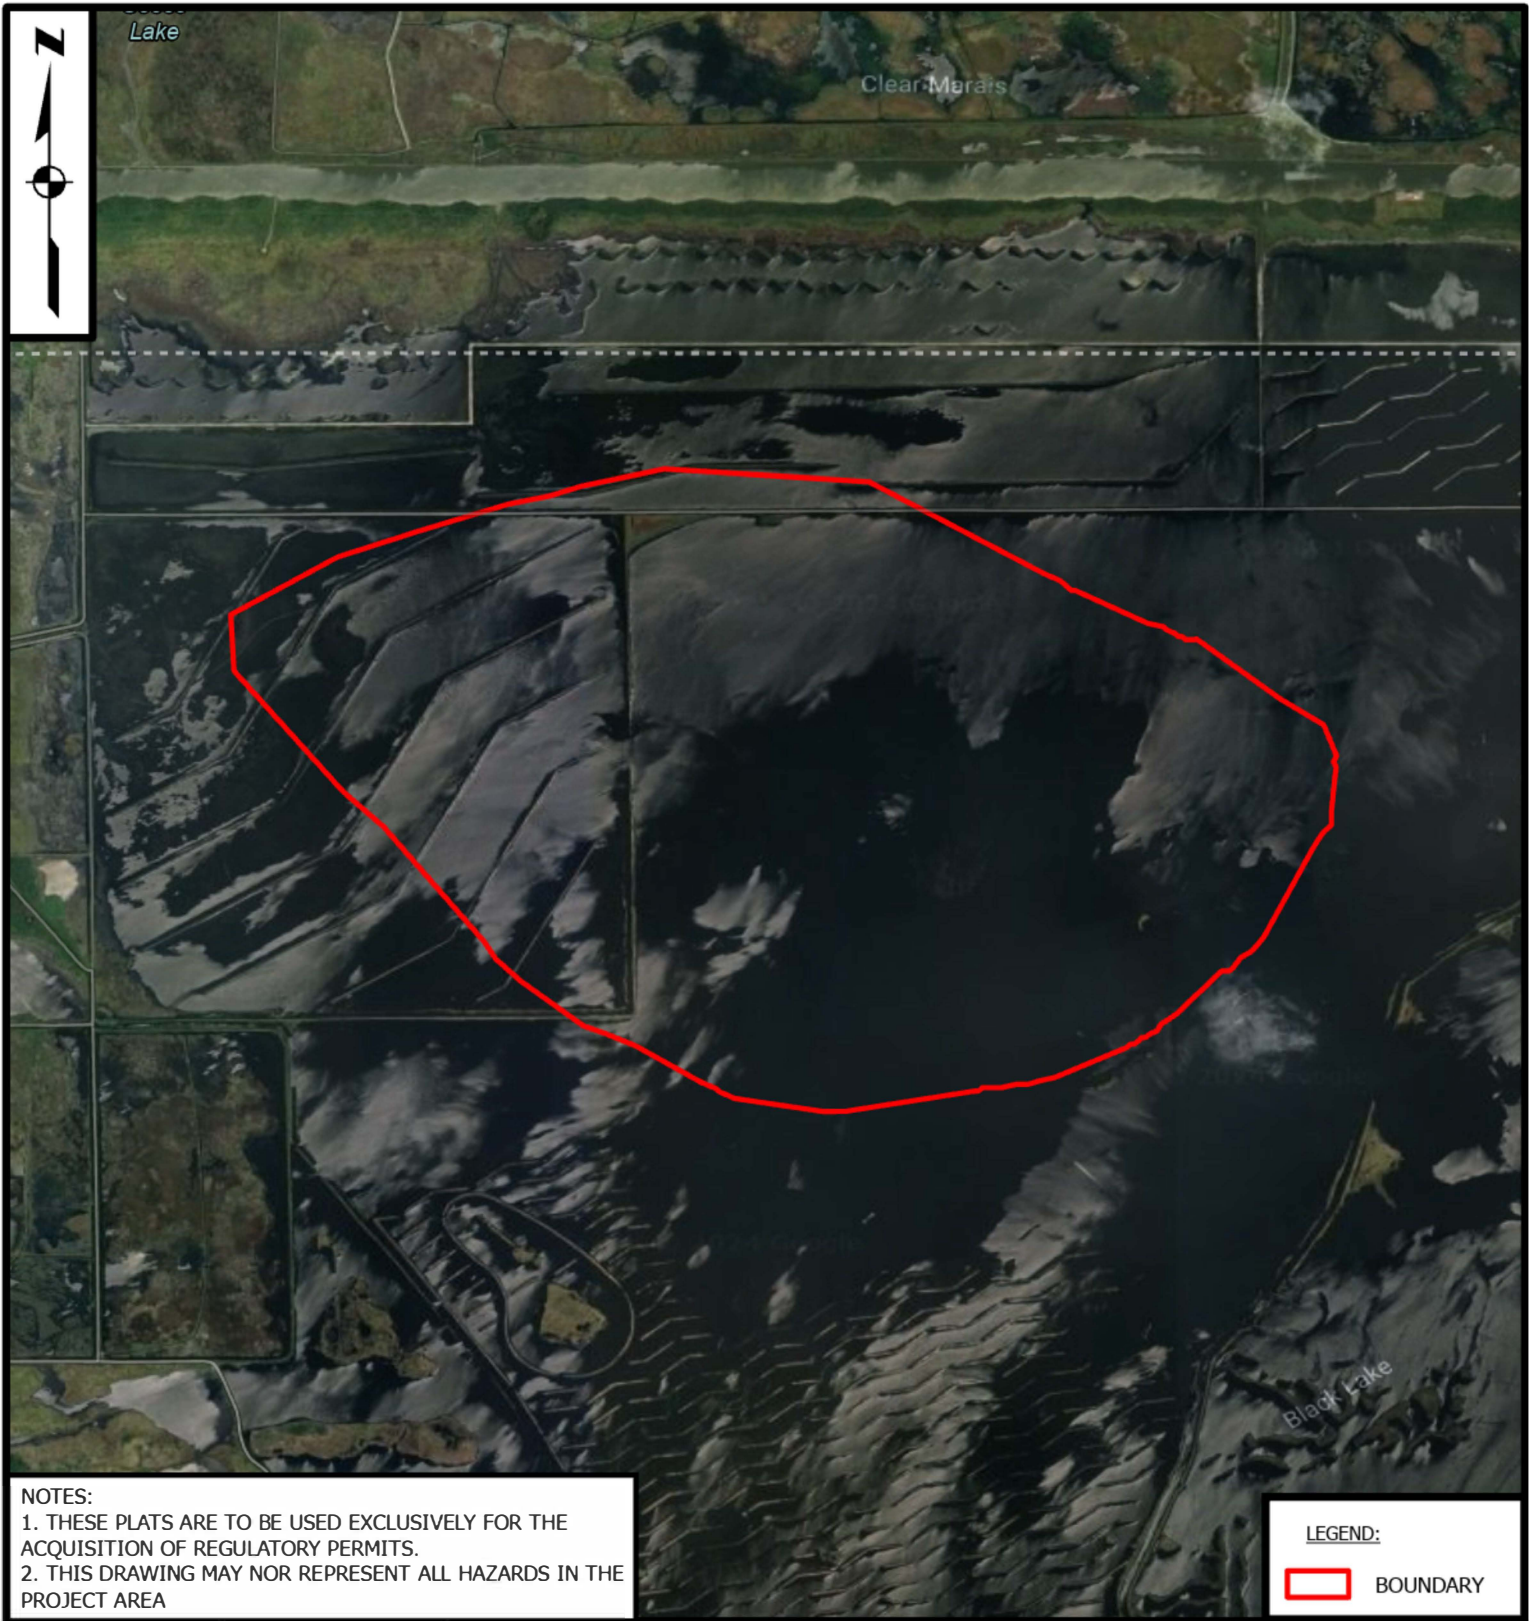 Lake
N
Clear Marais
Black Lake
NOTES:
1. THESE PLATS ARE TO BE USED EXCLUSIVELY FOR THE
ACQUISITION OF REGULATORY PERMITS.
2. THIS DRAWING MAY NOR REPRESENT ALL HAZARDS IN THE
PROJECT AREA
LEGEND:
BOUNDARY